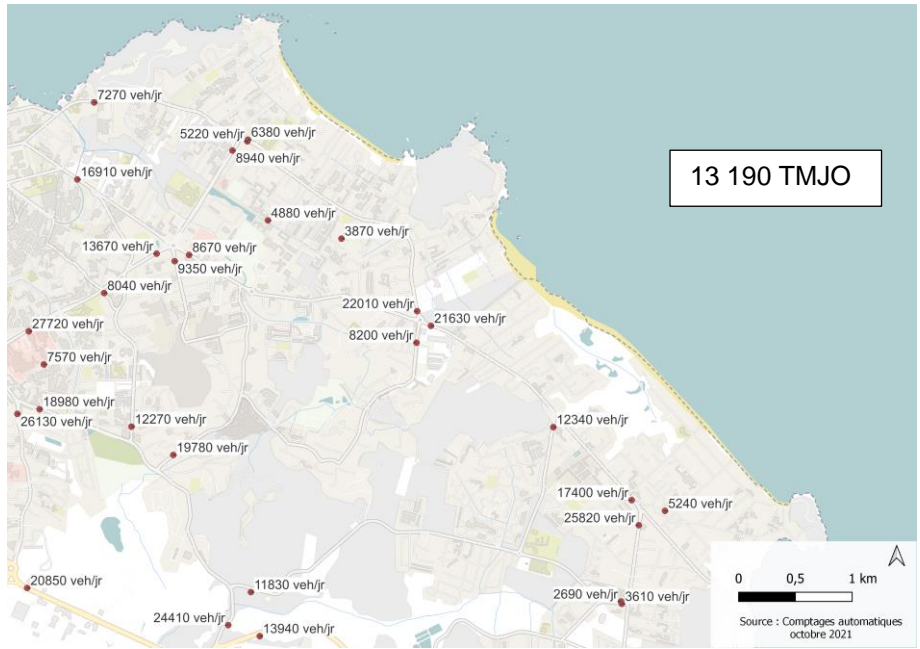 7270 veh/jr
5220 veh/jr
6380 veh/jr
8940 veh/jr
13 190 TMJO
16910 veh/jr
4880 veh/jr
3870 veh/jr
13670 veh/jr
8670 veh/jr
9350 veh/jr
8040 veh/jr
22010 veh/jr
21630 veh/jr
27720 veh/jr
8200 veh/jr
7570 veh/jr
18980 veh/jr
26130 veh/jr
12270 veh/jr
12340 veh/jr
19780 veh/jr
17400 veh/jr
5240 veh/jr
25820 veh/jr
20850 veh/jr
11830 veh/jr
2690 veh/jr
3610 veh/jr
24410 veh/jr
13940 veh/jr
0 0,5 1 km
Source : Comptages automatiques
octobre 2021